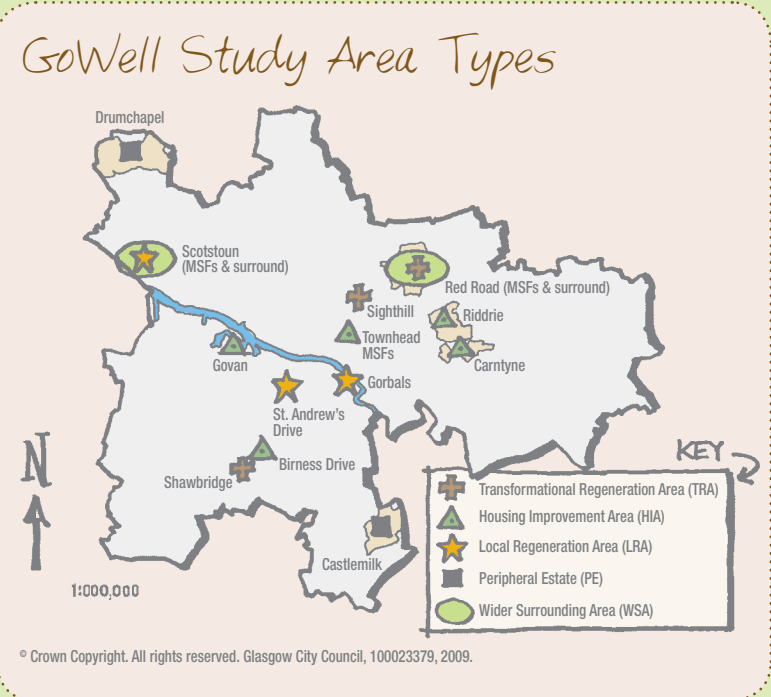 GoWell Study Area Types
Drumchapel
Scotstoun
(MSFs & surround)
Red Road (MSFs & surround)
Sighthill
Riddrie
Townhead
MSFs
Carntyne
Govan
Gorbals
St. Andrew's
Drive
Birness Drive
Shawbridge
Castlemilk
N
1:000,000
KEY
Transformational Regeneration Area (TRA)
Housing Improvement Area (HIA)
Local Regeneration Area (LRA)
Peripheral Estate (PE)
Wider Surrounding Area (WSA)
© Crown Copyright. All rights reserved. Glasgow City Council, 100023379, 2009.